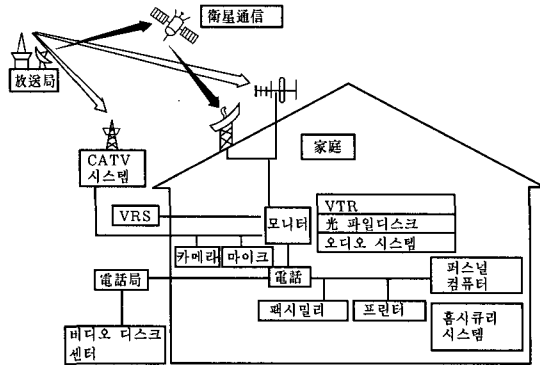 衛星通信
放送局
家庭
CATV
시스템
VTR
VRS
모니터
光 파일디스크
오디오 시스템
카메라
마이크
電話局
電話
퍼스널
컴퓨터
팩시밀리
프린터
홈시큐리
시스템
비디오 디스크
센터